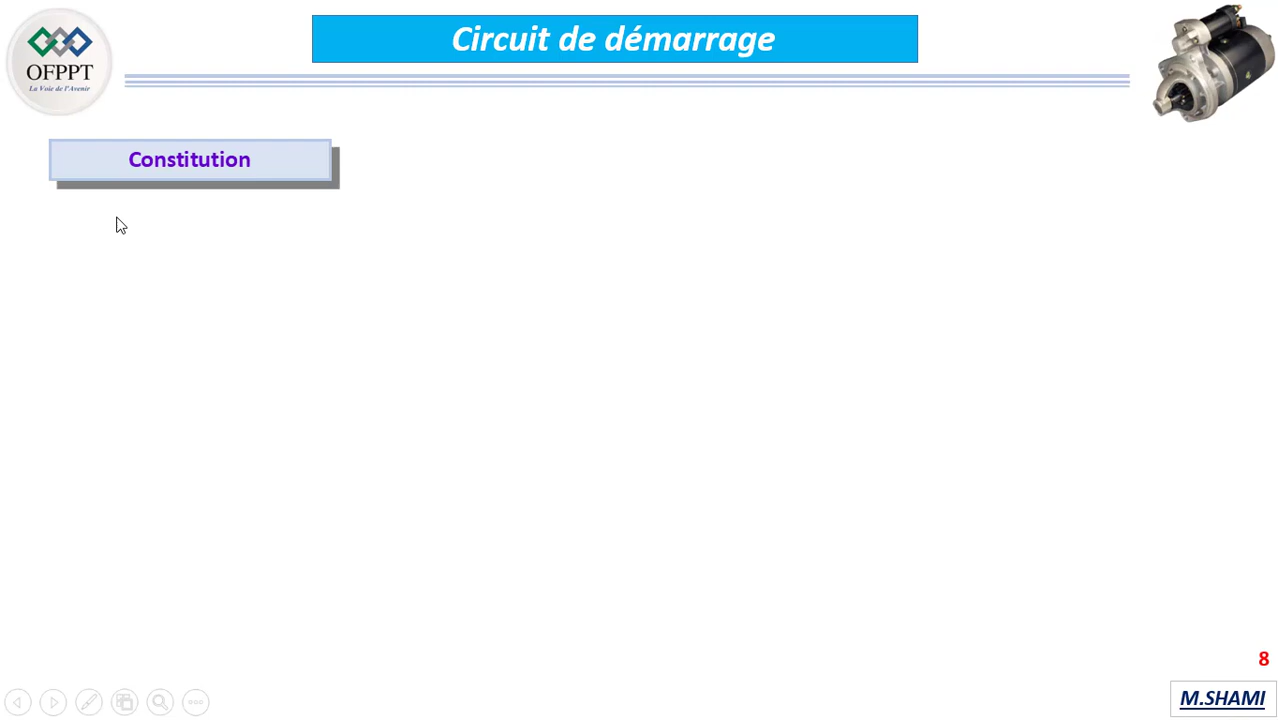 OFPPT
La Voie de l'Avenir
Circuit de démarrage
Constitution
8
M.SHAMI